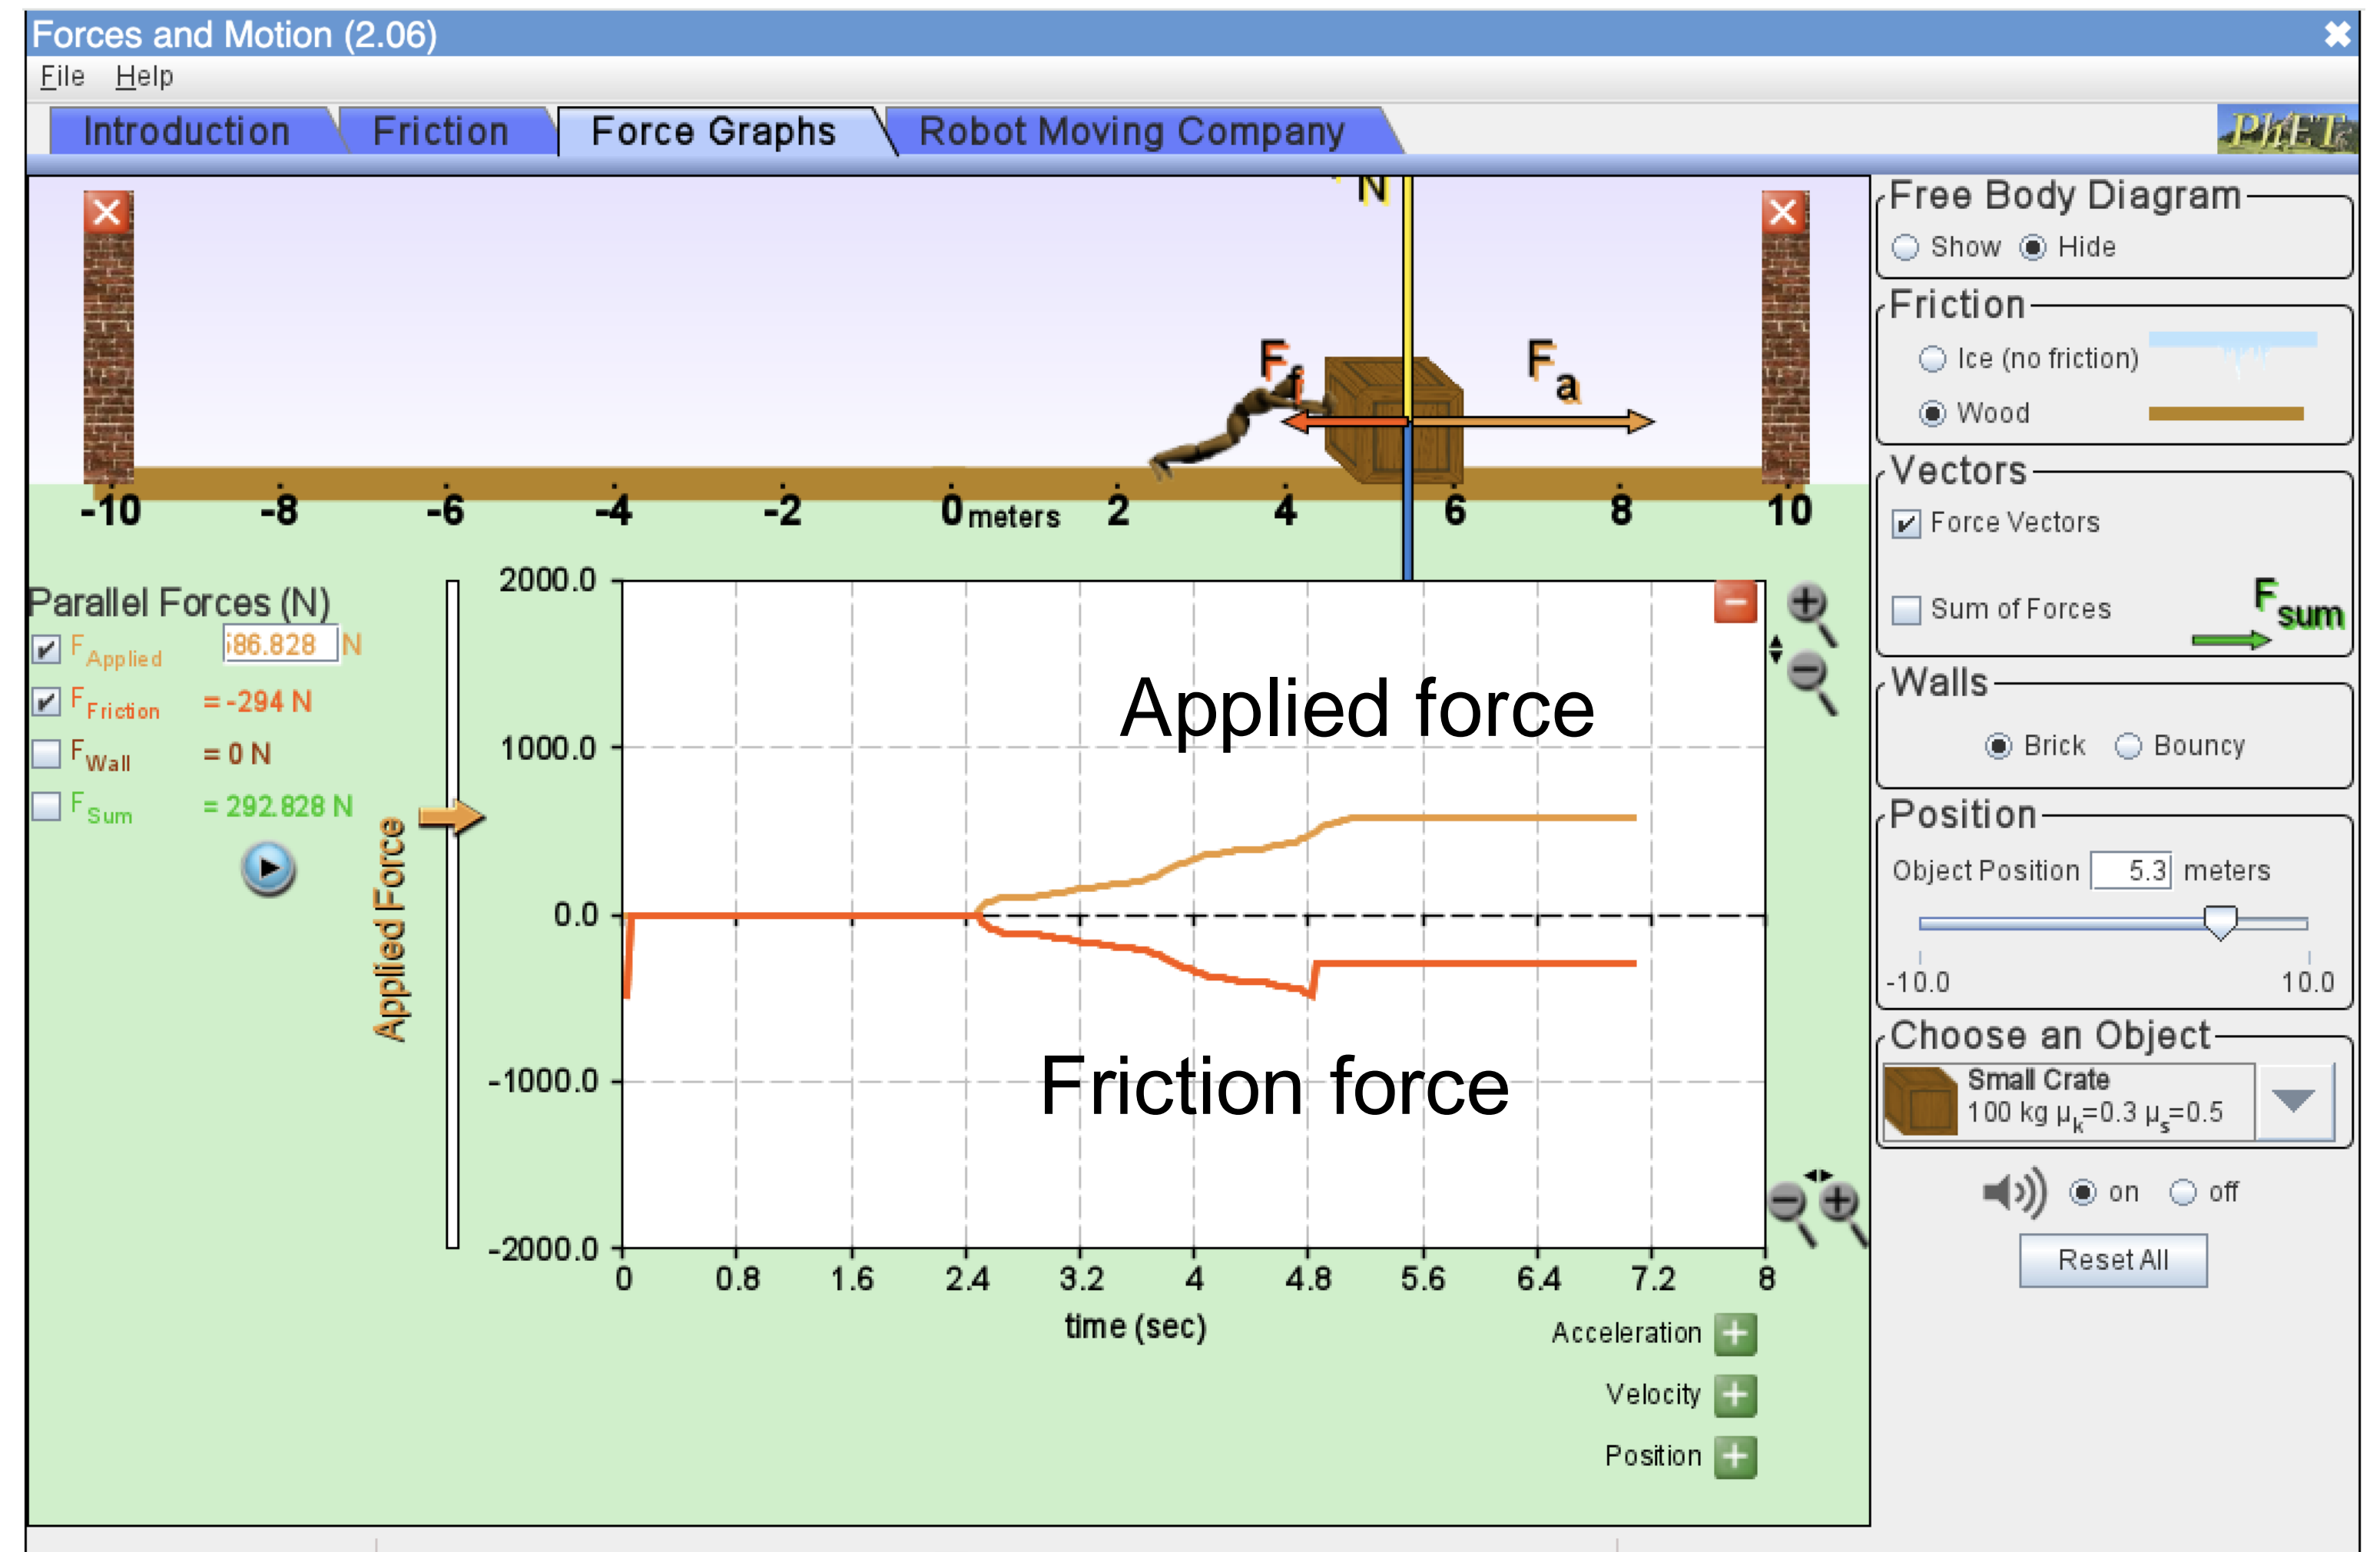 Forces and Motion (2.06)
File Help
Introduction Friction Force Graphs Robot Moving Company
PhET
N
Ff
Fa
-10 -8 -6 -4 -2 0 meters 2 4 6 8 10
Parallel Forces (N)
FApplied 86.828 N
FFriction = -294 N
FWall = 0 N
FSum = 292.828 N
Applied Force
2000.0
1000.0
0.0
-1000.0
-2000.0
Applied force
Friction force
0 0.8 1.6 2.4 3.2 4 4.8 5.6 6.4 7.2 8
time (sec)
Acceleration
Velocity
Position
Free Body Diagram
Show Hide
Friction
Ice (no friction)
Wood
Vectors
Force Vectors
Sum of Forces
Fsum
Walls
Brick Bouncy
Position
Object Position 5.3 meters
-10.0 10.0
Choose an Object
Small Crate
100 kg μk=0.3 μs=0.5
on off
Reset All